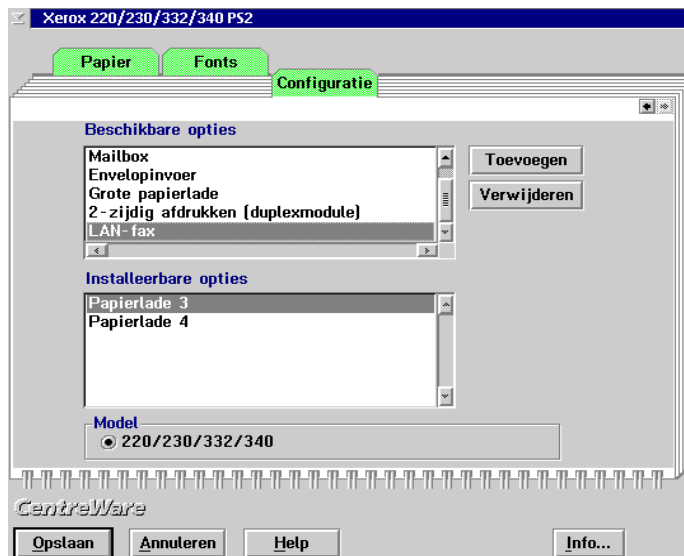 Xerox 220/230/332/340 PS2
Papier
Fonts
Configuratie
Beschikbare opties
Mailbox
Envelopinvoer
Grote papierlade
2-zijdig afdrukken (duplexmodule)
LAN-fax
Toevoegen
Verwijderen
Installeerbare opties
Papierlade 3
Papierlade 4
Model
220/230/332/340
CentreWare
Opslaan
Annuleren
Help
Info...